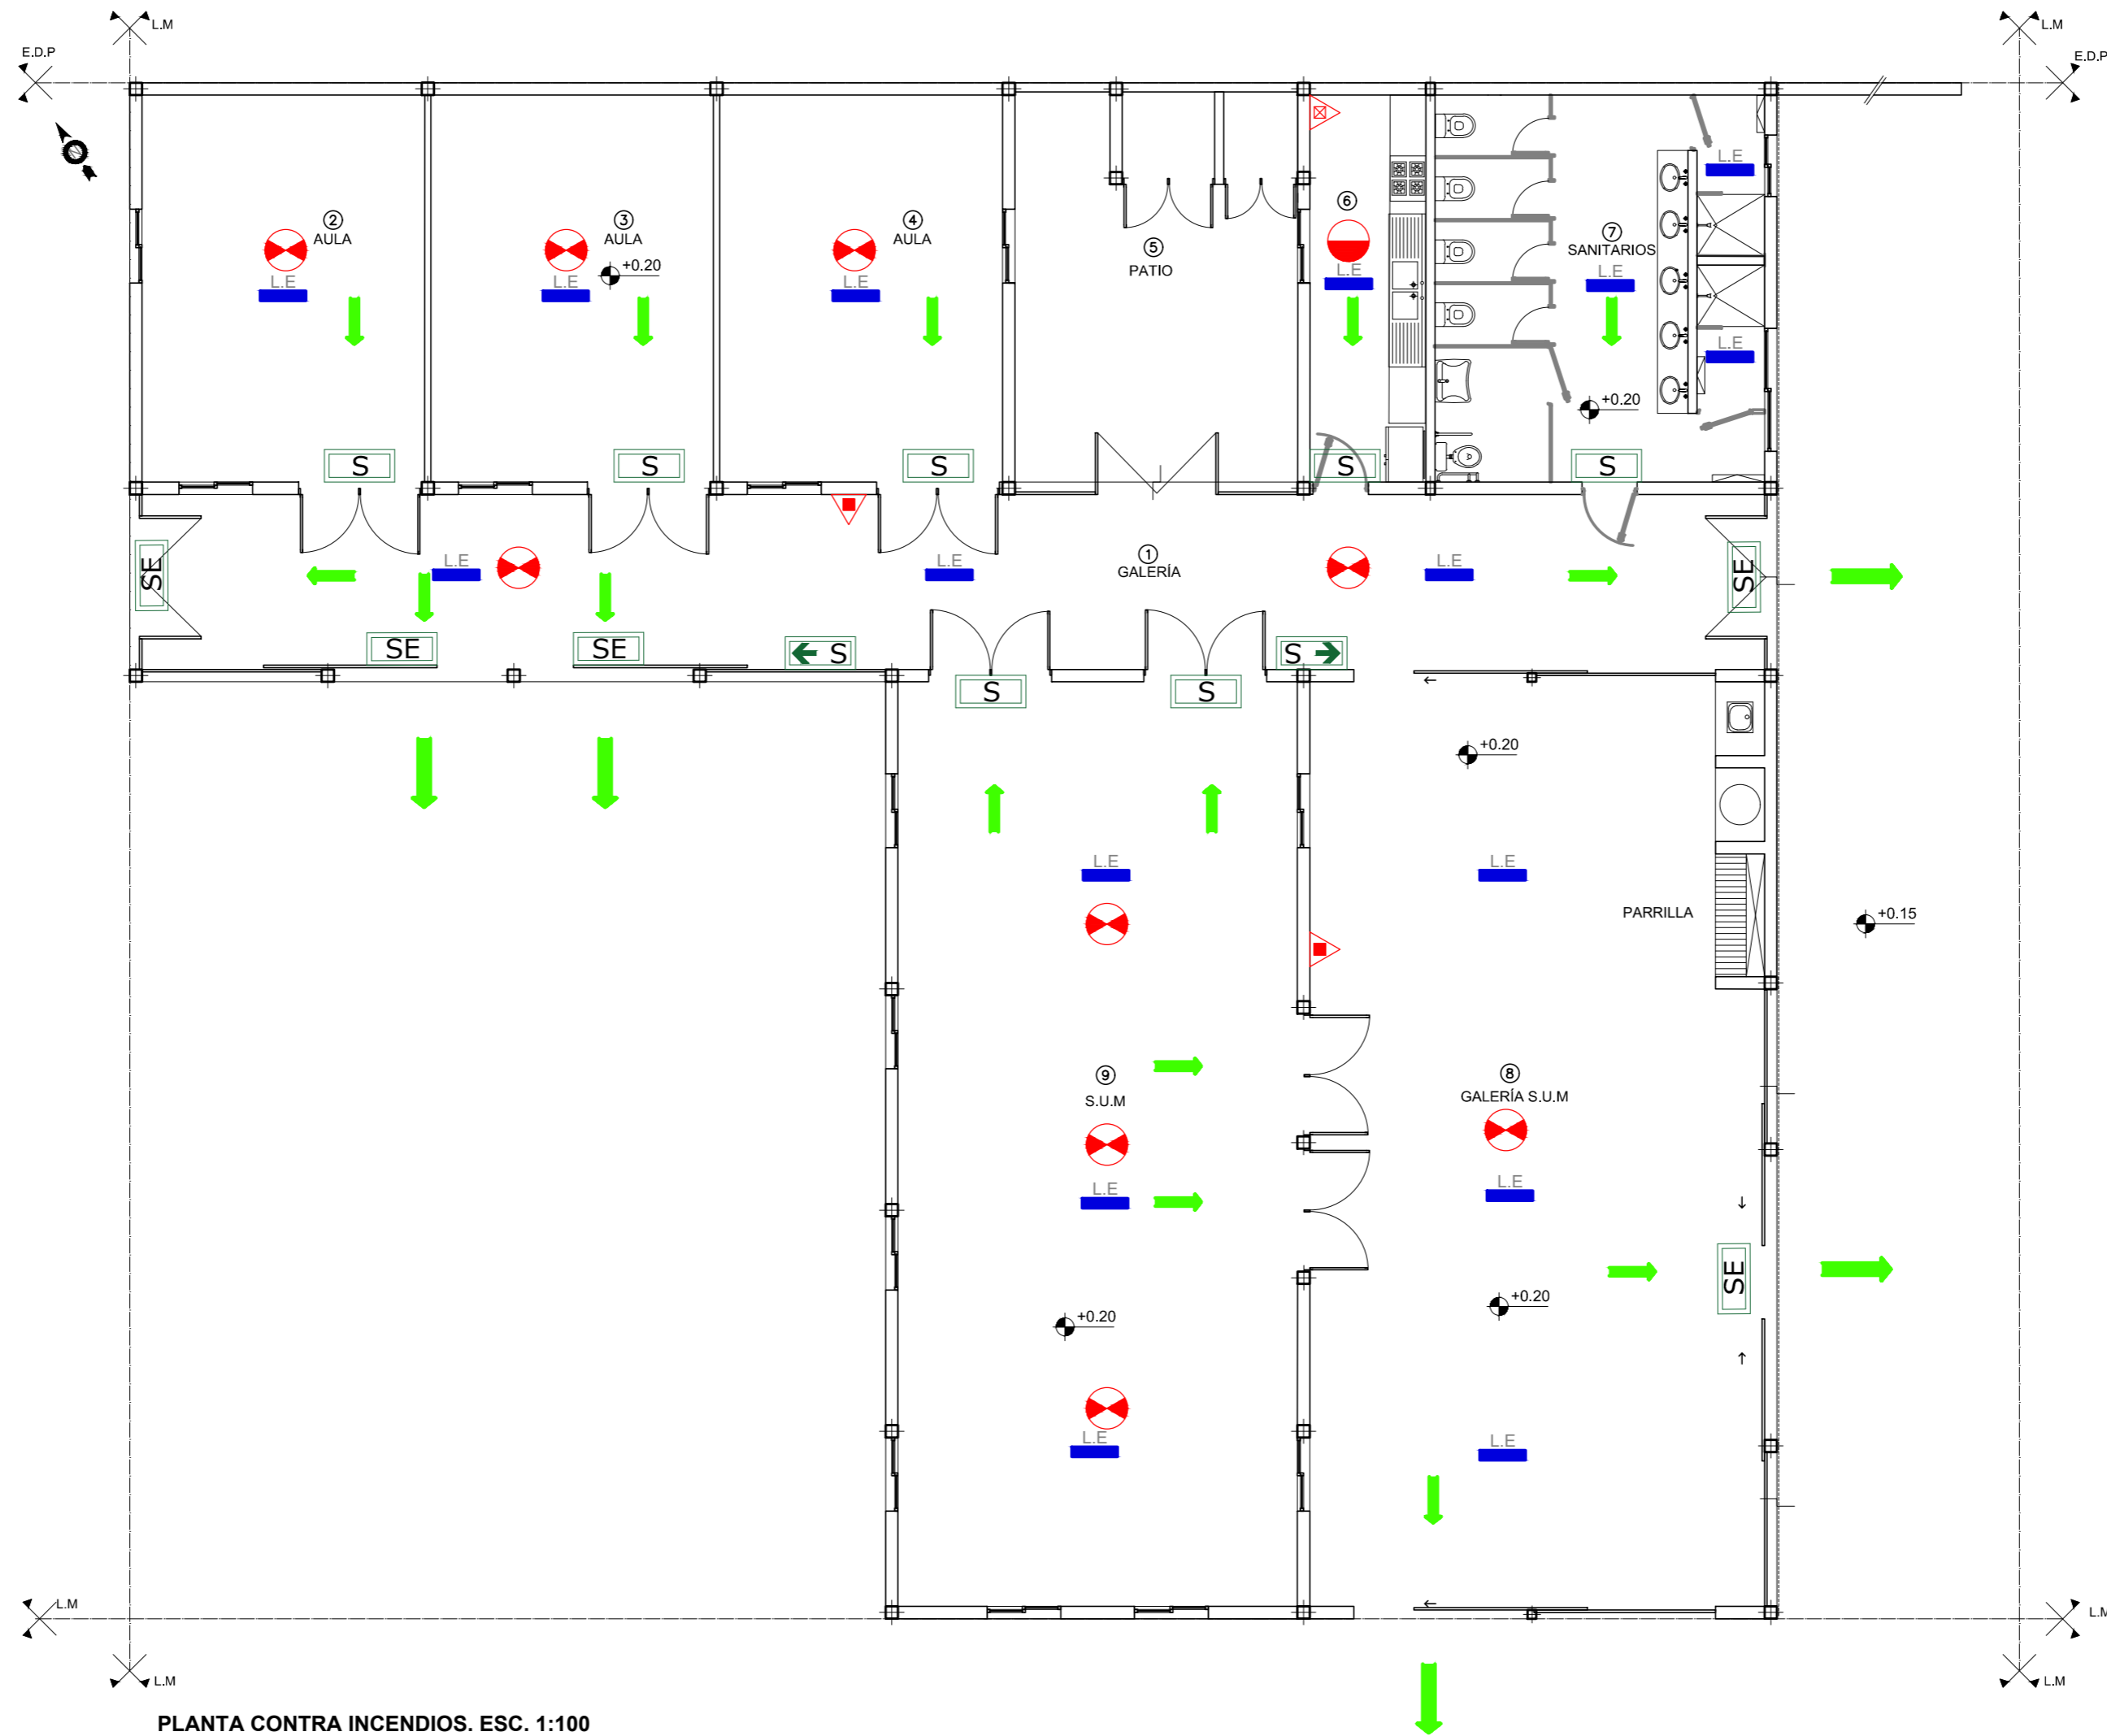 L.M
L.M
E.D.P
E.D.P
N
L.E
②
AULA
③
AULA
④
AULA
⑥
⑦
SANITARIOS
⑤
PATIO
+0.20
L.E
L.E
L.E
L.E
L.E
L.E
+0.20
S
S
S
S
S
SE
L.E
L.E
①
GALERÍA
L.E
SE
SE
SE
← S
S →
S
S
+0.20
L.E
L.E
PARRILLA
+0.15
⑨
S.U.M
⑧
GALERÍA S.U.M
L.E
L.E
SE
+0.20
+0.20
L.E
L.E
L.M
L.M
L.M
L.M
PLANTA CONTRA INCENDIOS. ESC. 1:100